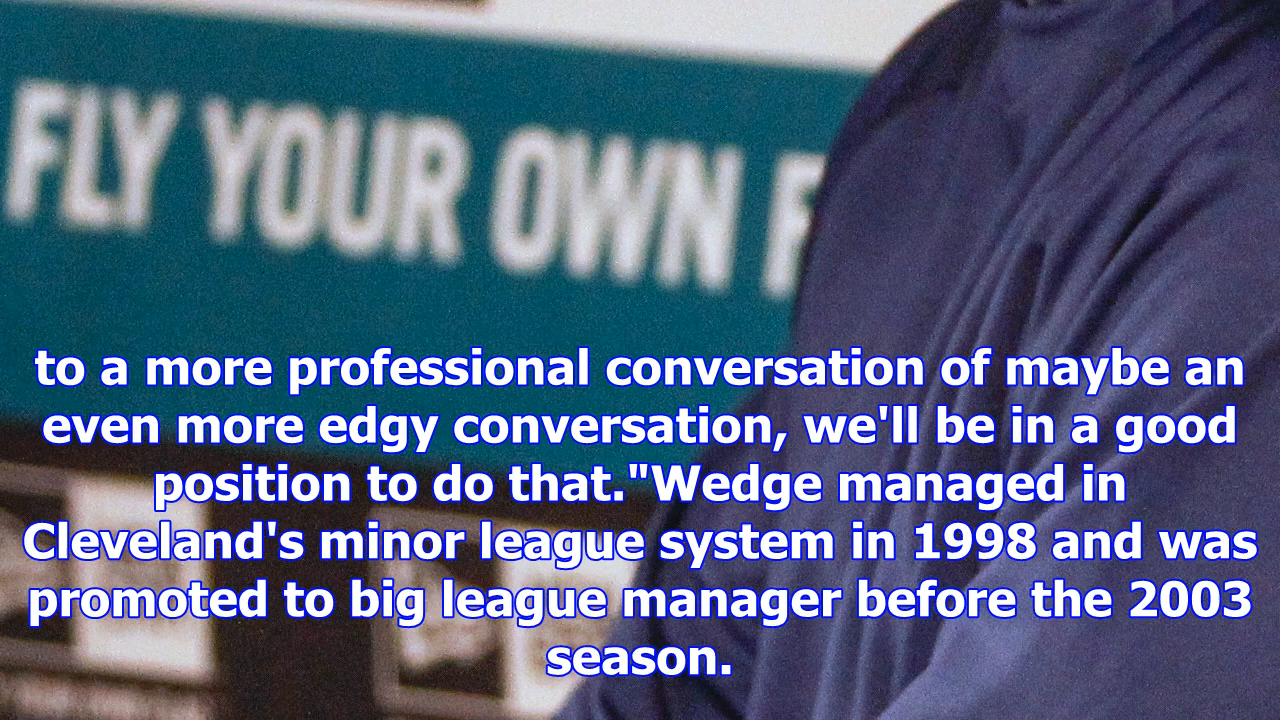 FLY YOUR OWN F
to a more professional conversation of maybe an
even more edgy conversation, we'll be in a good
position to do that."Wedge managed in
Cleveland's minor league system in 1998 and was
promoted to big league manager before the 2003
season.